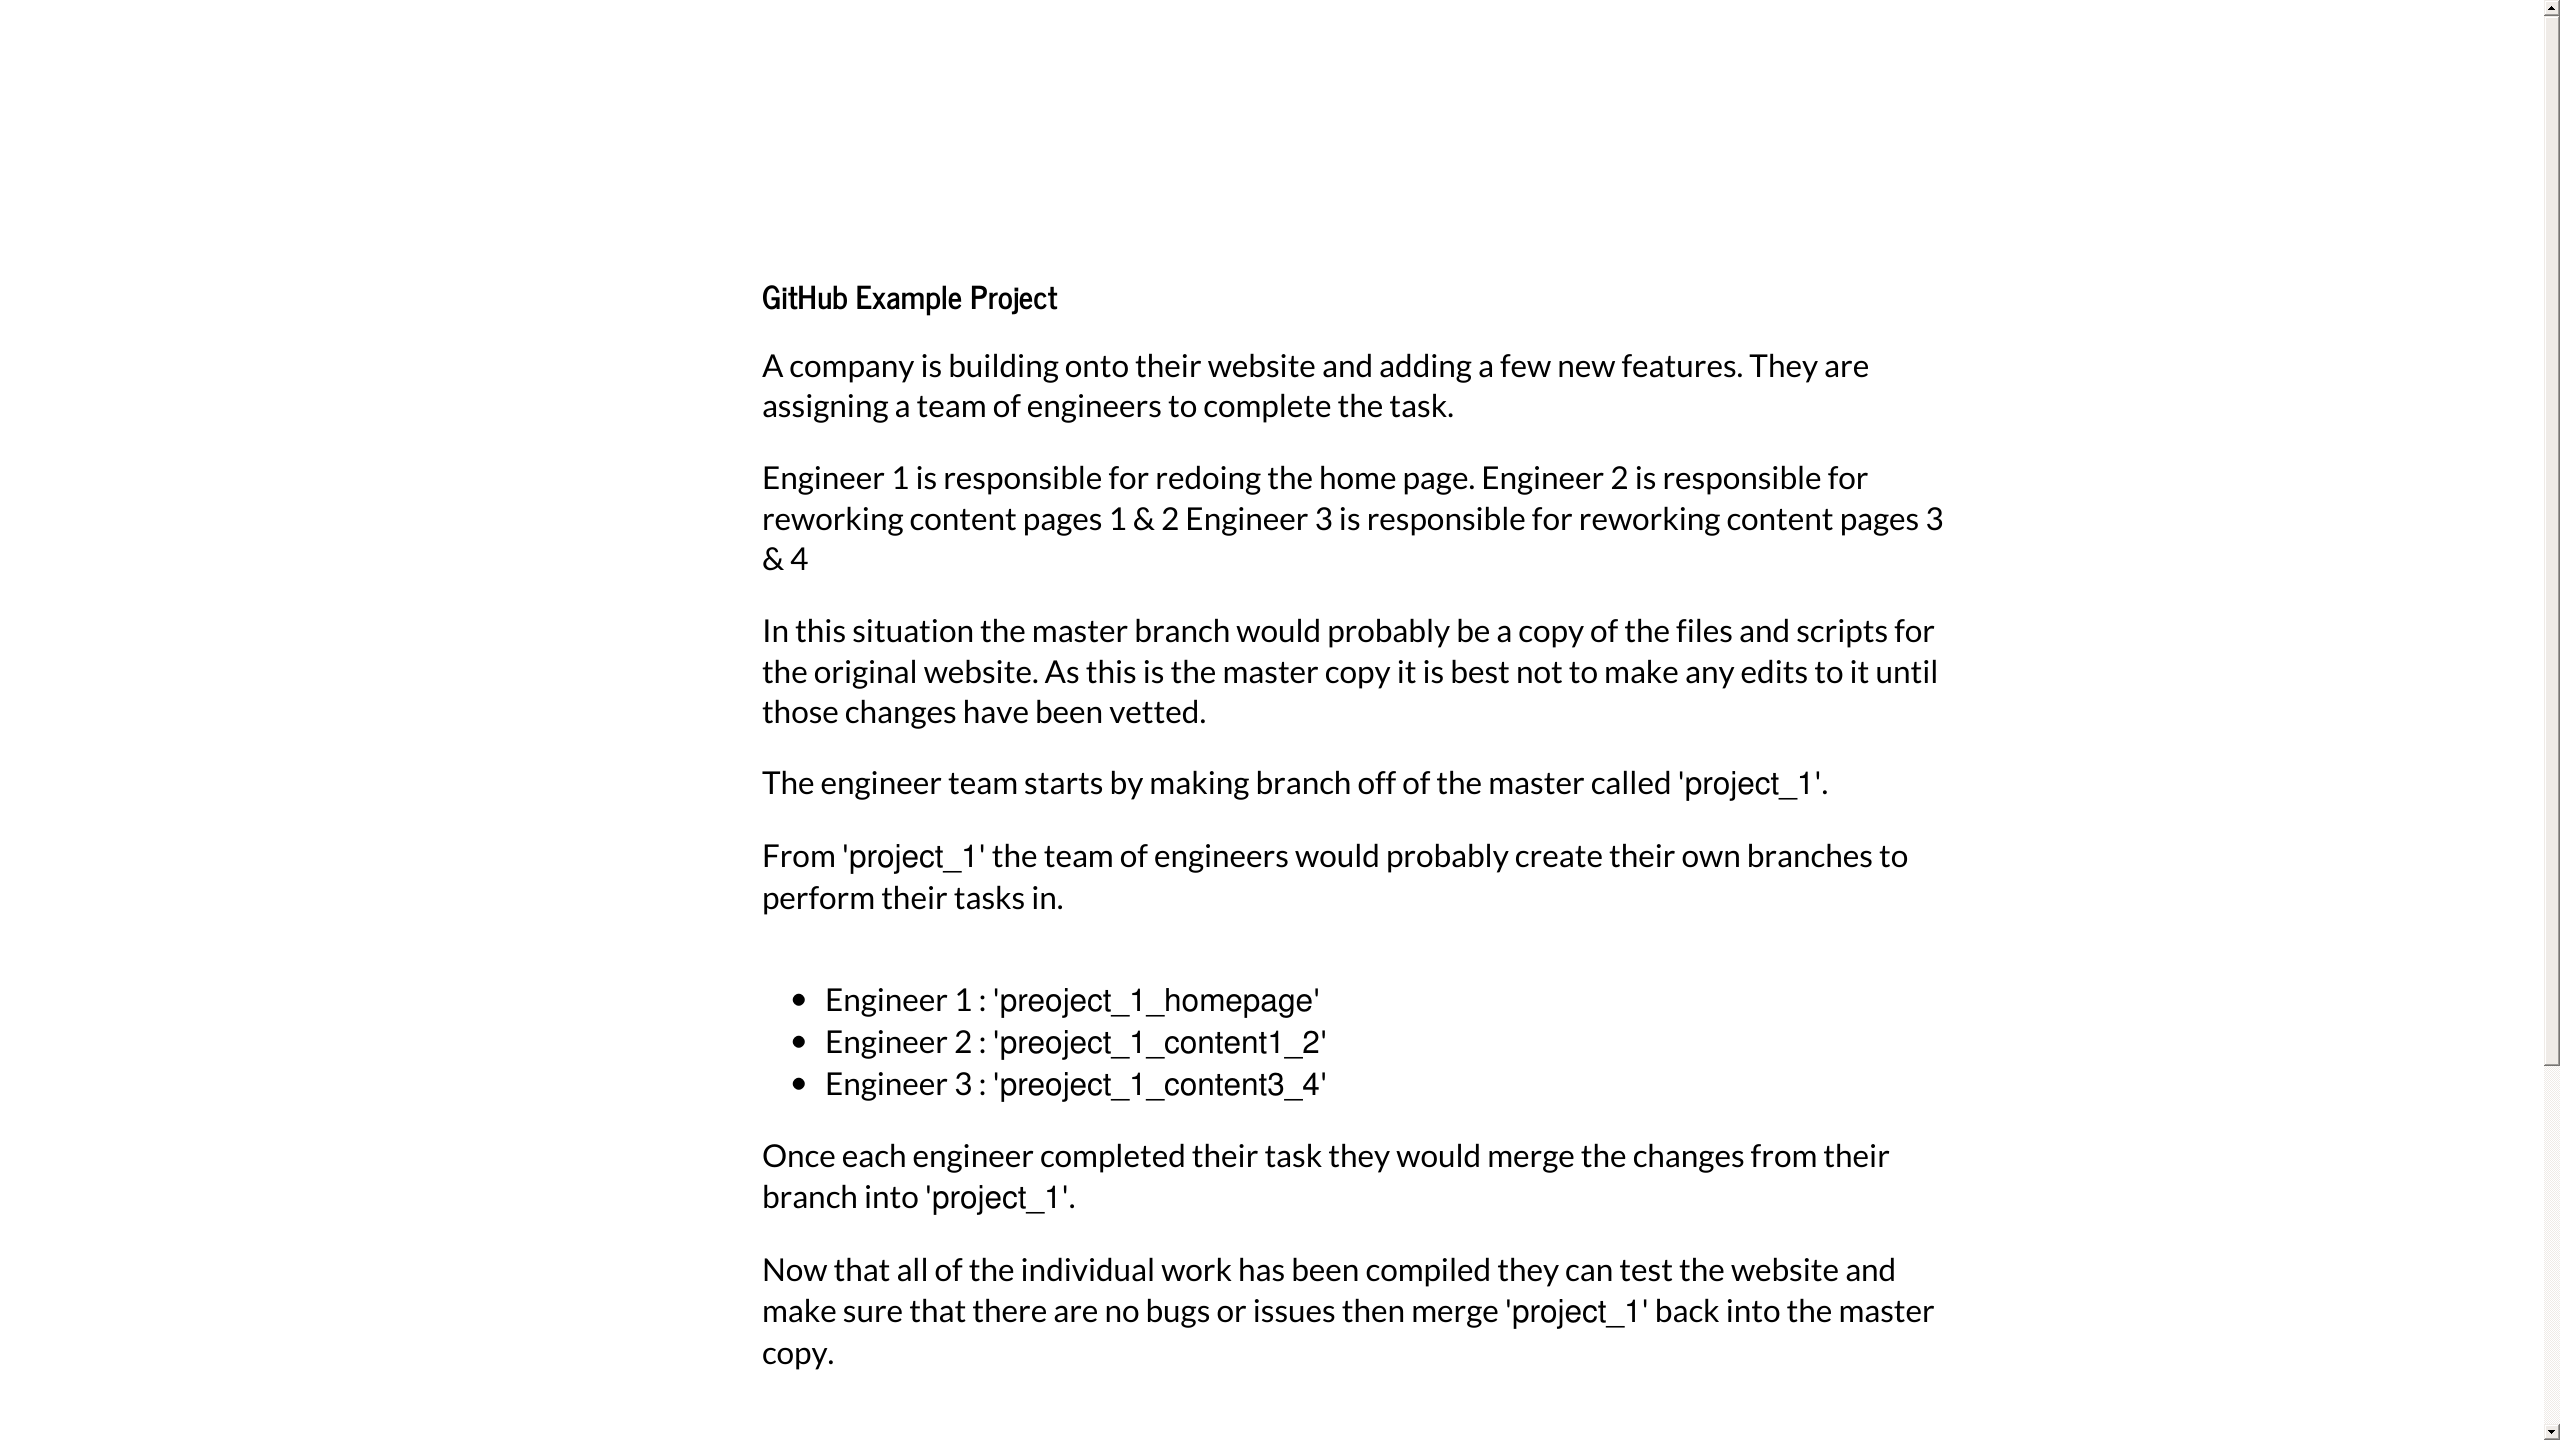 GitHub Example Project
A company is building onto their website and adding a few new features. They are
assigning a team of engineers to complete the task.
Engineer 1 is responsible for redoing the home page. Engineer 2 is responsible for
reworking content pages 1 & 2 Engineer 3 is responsible for reworking content pages 3
& 4
In this situation the master branch would probably be a copy of the files and scripts for
the original website. As this is the master copy it is best not to make any edits to it until
those changes have been vetted.
The engineer team starts by making branch off of the master called 'project_1'.
From 'project_1' the team of engineers would probably create their own branches to
perform their tasks in.
• Engineer 1 : 'preoject_1_homepage'
• Engineer 2 : 'preoject_1_content1_2'
• Engineer 3 : 'preoject_1_content3_4'
Once each engineer completed their task they would merge the changes from their
branch into 'project_1'.
Now that all of the individual work has been compiled they can test the website and
make sure that there are no bugs or issues then merge 'project_1' back into the master
copy.